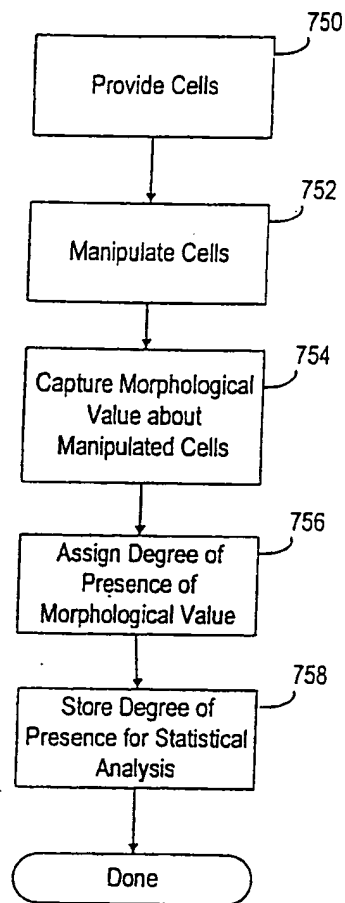 750
Provide Cells
752
Manipulate Cells
754
Capture Morphological
Value about
Manipulated Cells
756
Assign Degree of
Presence of
Morphological Value
758
Store Degree of
Presence for Statistical
Analysis
Done